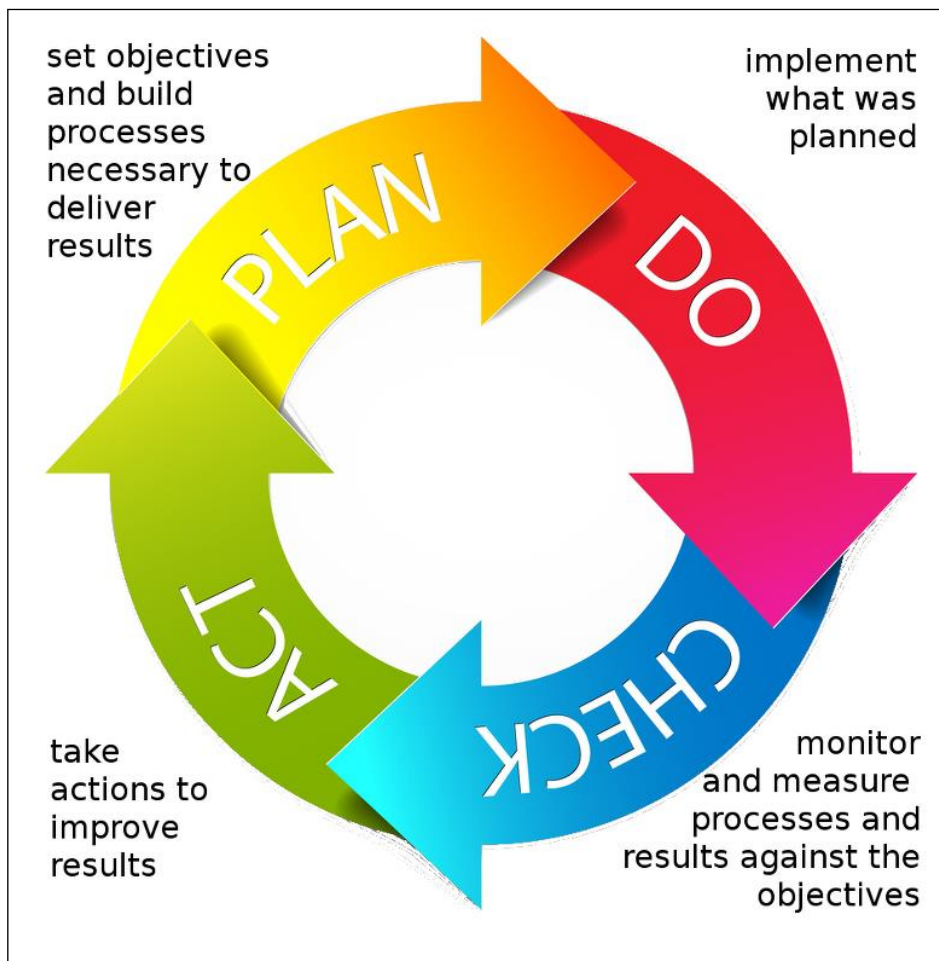 set objectives
and build
processes
necessary to
deliver
results
PLAN
implement
what was
planned
DO
CHECK
monitor
and measure
processes and
results against the
objectives
ACT
take
actions to
improve
results